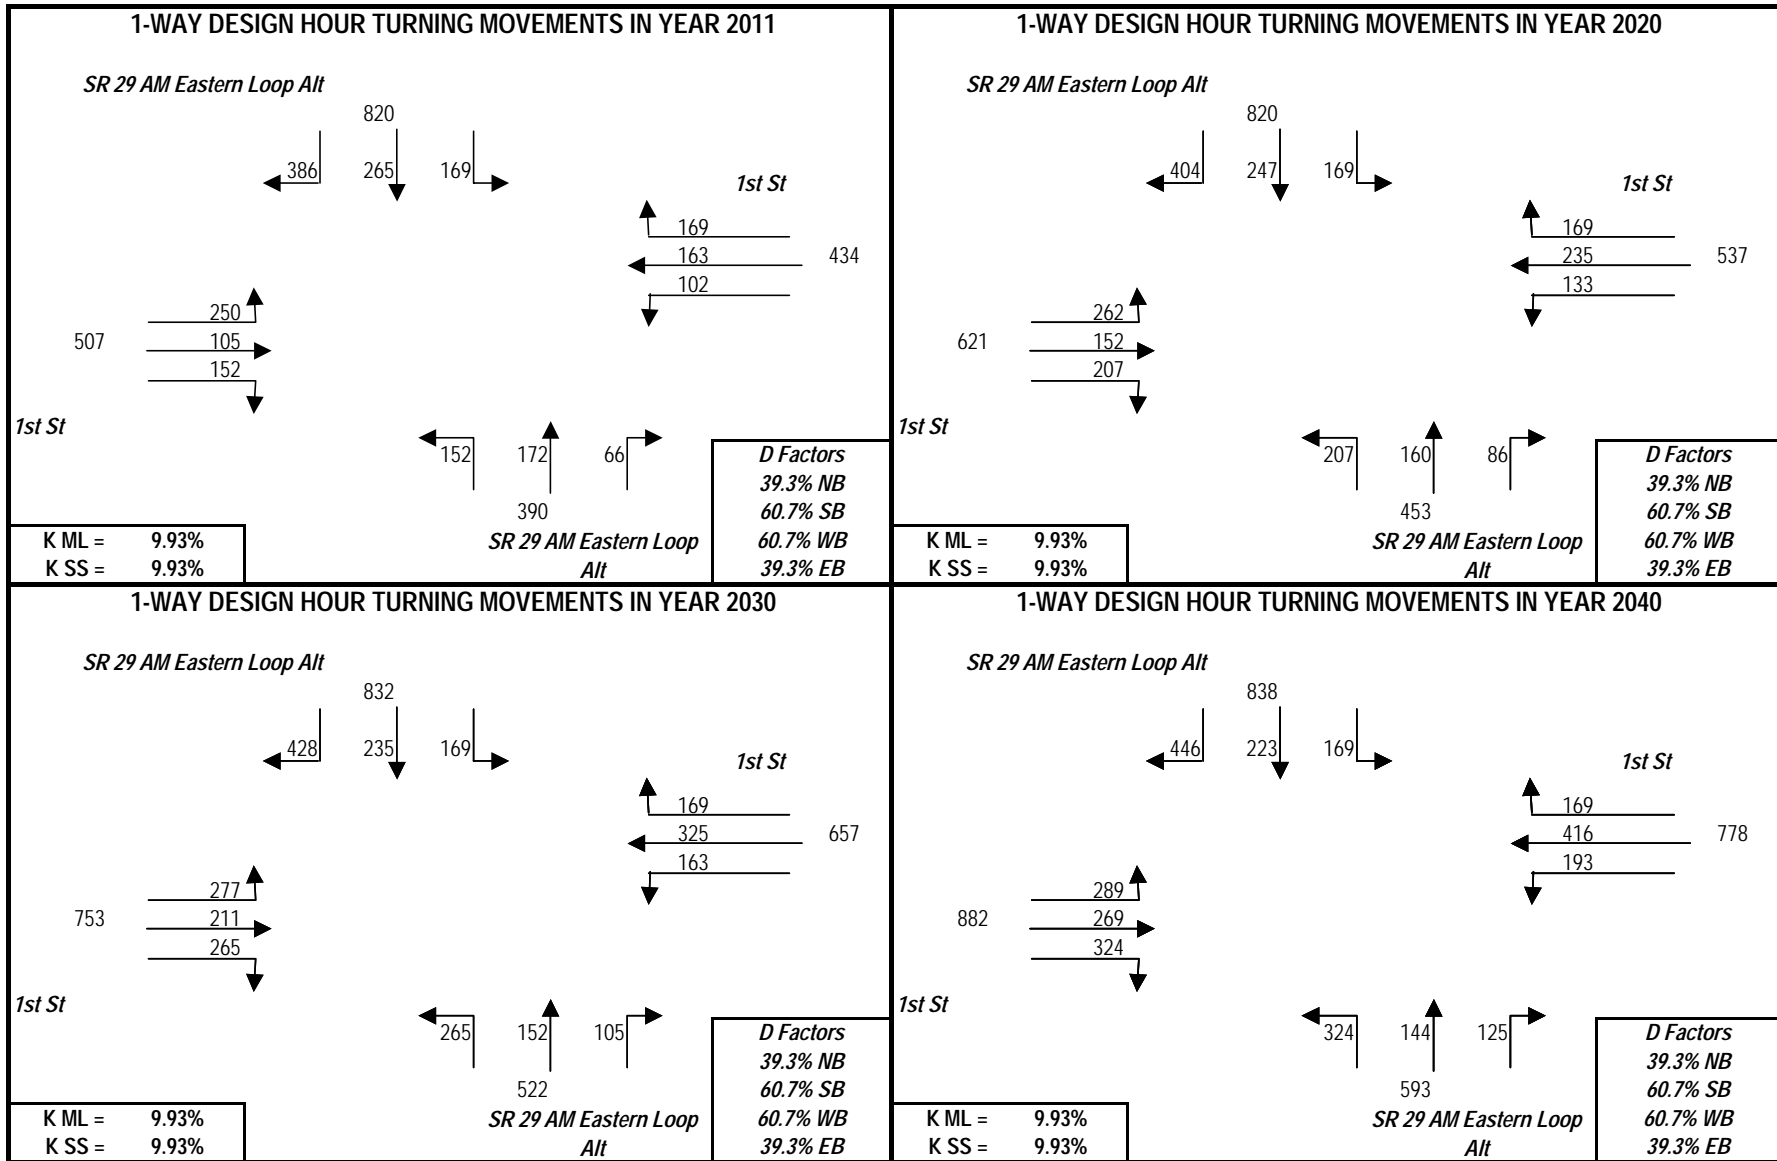 1-WAY DESIGN HOUR TURNING MOVEMENTS IN YEAR 2011
SR 29 AM Eastern Loop Alt
820
386 265 169
1st St
169
163 434
102
250
507 105
152
1st St
152 172 66
390
SR 29 AM Eastern Loop
Alt
D Factors
39.3% NB
60.7% SB
60.7% WB
39.3% EB
K ML = 9.93%
K SS = 9.93%
1-WAY DESIGN HOUR TURNING MOVEMENTS IN YEAR 2020
SR 29 AM Eastern Loop Alt
820
404 247 169
1st St
169
235 537
133
262
621 152
207
1st St
207 160 86
453
SR 29 AM Eastern Loop
Alt
D Factors
39.3% NB
60.7% SB
60.7% WB
39.3% EB
K ML = 9.93%
K SS = 9.93%
1-WAY DESIGN HOUR TURNING MOVEMENTS IN YEAR 2030
SR 29 AM Eastern Loop Alt
832
428 235 169
1st St
169
325 657
163
277
753 211
265
1st St
265 152 105
522
SR 29 AM Eastern Loop
Alt
D Factors
39.3% NB
60.7% SB
60.7% WB
39.3% EB
K ML = 9.93%
K SS = 9.93%
1-WAY DESIGN HOUR TURNING MOVEMENTS IN YEAR 2040
SR 29 AM Eastern Loop Alt
838
446 223 169
1st St
169
416 778
193
289
882 269
324
1st St
324 144 125
593
SR 29 AM Eastern Loop
Alt
D Factors
39.3% NB
60.7% SB
60.7% WB
39.3% EB
K ML = 9.93%
K SS = 9.93%